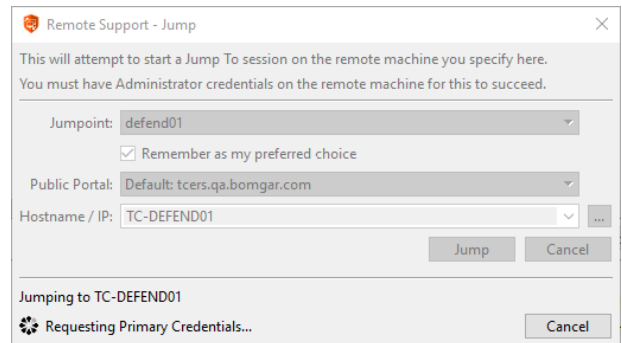 Remote Support - Jump
This will attempt to start a Jump To session on the remote machine you specify here.
You must have Administrator credentials on the remote machine for this to succeed.
Jumpoint: defend01
Remember as my preferred choice
Public Portal: Default: tcers.qa.bomgar.com
Hostname / IP: TC-DEFEND01 ...
Jump Cancel
Jumping to TC-DEFEND01
Requesting Primary Credentials... Cancel